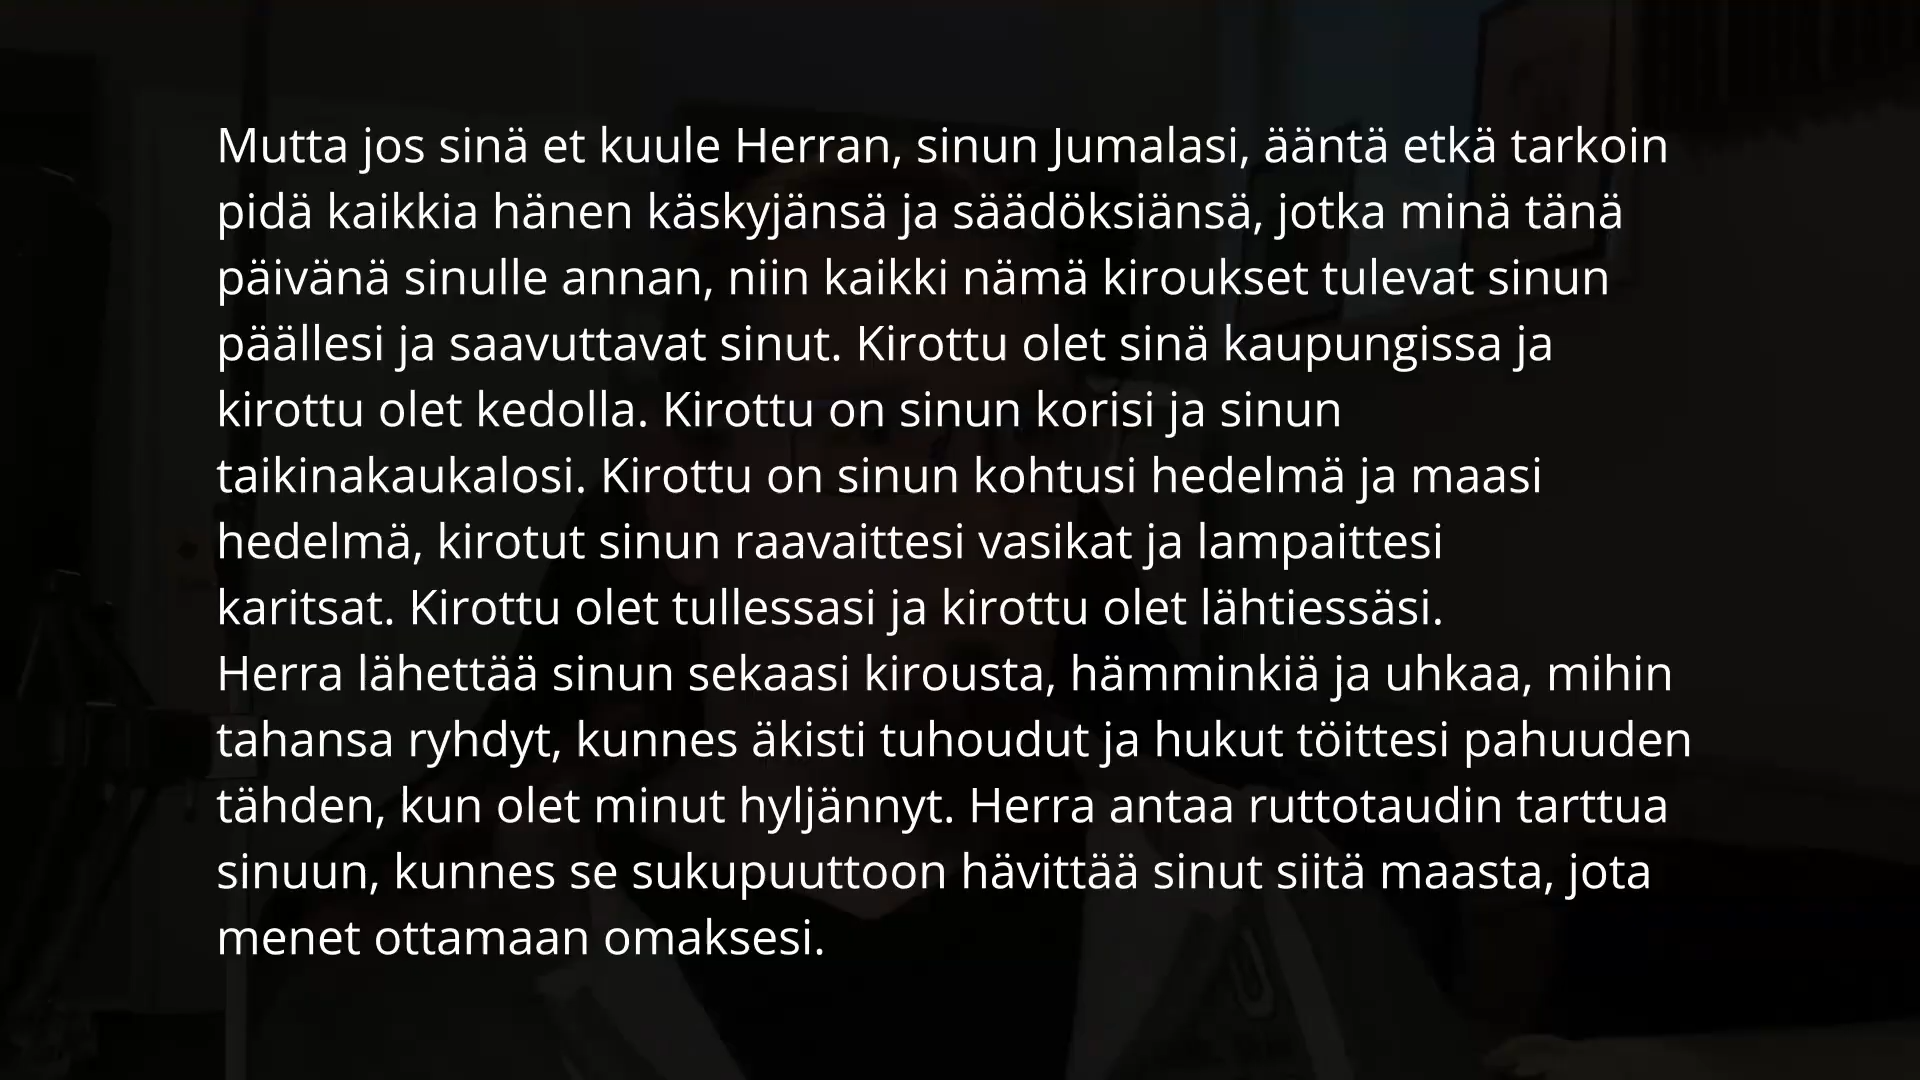 Mutta jos sinä et kuule Herran, sinun Jumalasi, ääntä etkä tarkoin
pidä kaikkia hänen käskyjänsä ja säädöksiänsä, jotka minä tänä
päivänä sinulle annan, niin kaikki nämä kiroukset tulevat sinun
päällesi ja saavuttavat sinut. Kirottu olet sinä kaupungissa ja
kirottu olet kedolla. Kirottu on sinun korisi ja sinun
taikinakaukalosi. Kirottu on sinun kohtusi hedelmä ja maasi
hedelmä, kirotut sinun raavaittesi vasikat ja lampaittesi
karitsat. Kirottu olet tullessasi ja kirottu olet lähtiessäsi.
Herra lähettää sinun sekaasi kirousta, hämminkiä ja uhkaa, mihin
tahansa ryhdyt, kunnes äkisti tuhoudut ja hukut töittesi pahuuden
tähden, kun olet minut hyljännyt. Herra antaa ruttotaudin tarttua
sinuun, kunnes se sukupuuttoon hävittää sinut siitä maasta, jota
menet ottamaan omaksesi.